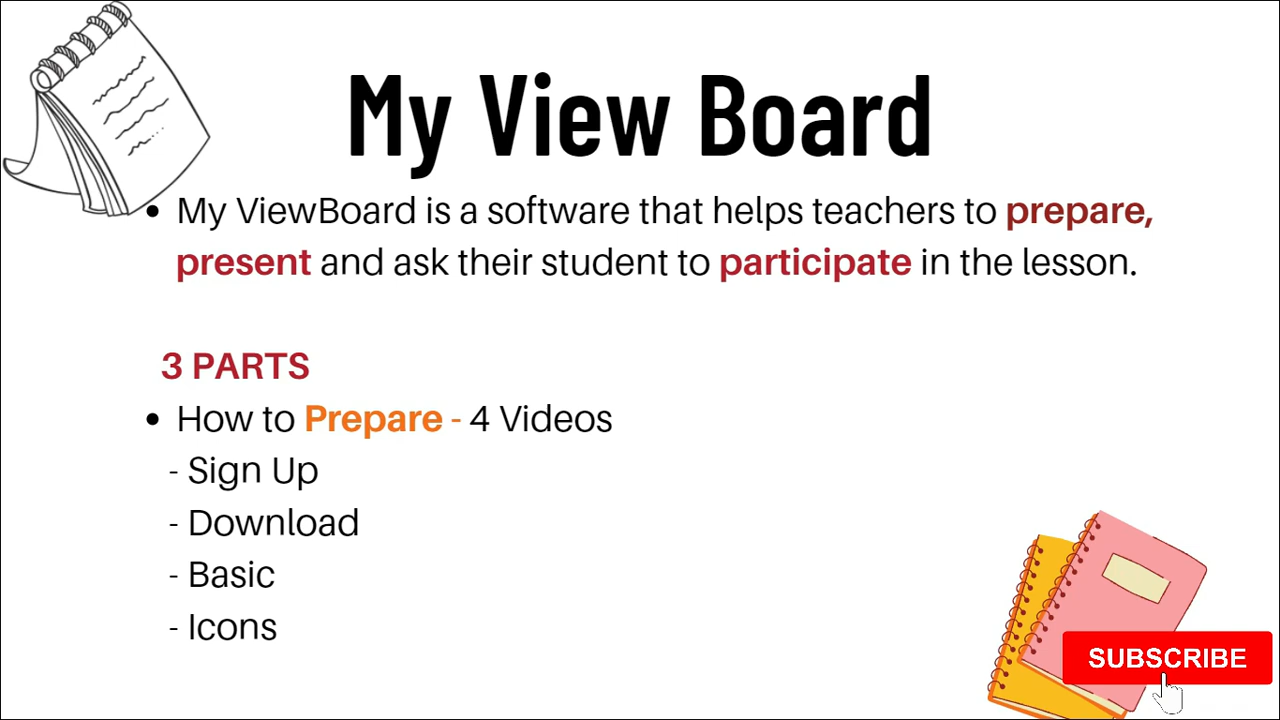 My View Board
• My ViewBoard is a software that helps teachers to prepare,
present and ask their student to participate in the lesson.
3 PARTS
• How to Prepare - 4 Videos
- Sign Up
- Download
- Basic
- Icons
SUBSCRIBE